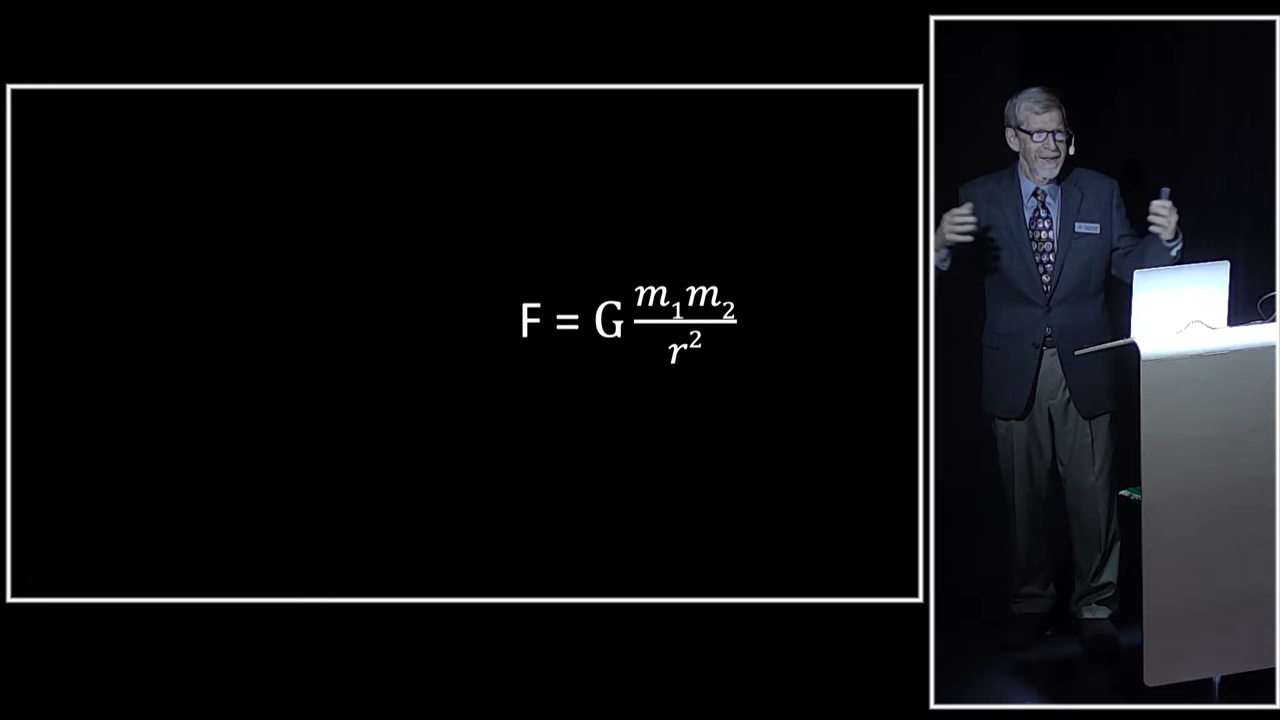 F = G m₁m₂/r²